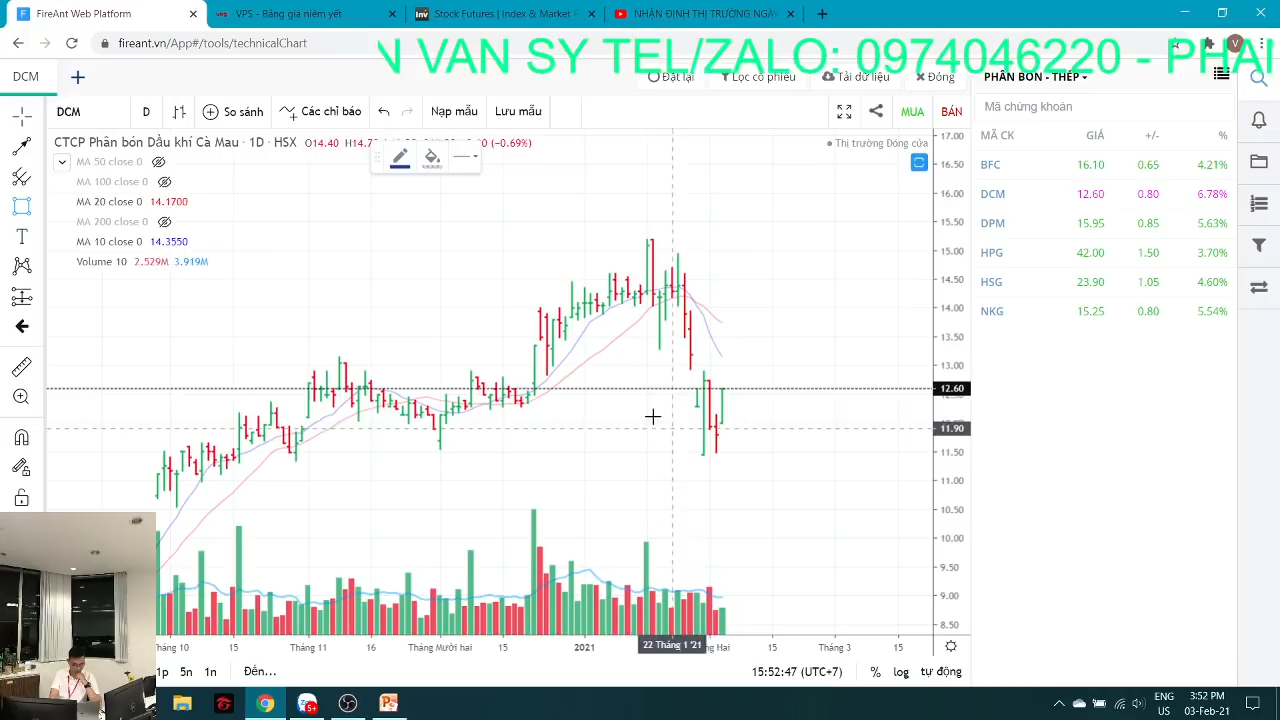 FireAnt WebPlatform
VPS - Bảng giá niêm yết
Stock Futures | Index & Market F
NHẬN ĐỊNH THỊ TRƯỜNG NGÀY
fireant.vn/App#/tools/technicalChart
N VAN SY TEL/ZALO: 0974046220 - PHA
DCM
Đặt lại
Lọc cổ phiếu
Tải dữ liệu
Đóng
PHÂN BÓN - THÉP
DCM
D
So sánh
Các chỉ báo
Nạp mẫu
Lưu mẫu
MUA
BÁN
Mã chứng khoán
CTCP Phân bón Dầu khí Cà Mau · 1D · HSX
O14.40
(−0.69%)
Thị trường Đóng cửa
MA 50 close 0
MA 100 close 0
MA 20 close 0 14.1700
MA 200 close 0
MA 10 close 0 14.3550
Volume 10 2.529M 3.919M
MÃ CK GIÁ +/- %
BFC 16.10 0.65 4.21%
DCM 12.60 0.80 6.78%
DPM 15.95 0.85 5.63%
HPG 42.00 1.50 3.70%
HSG 23.90 1.05 4.60%
NKG 15.25 0.80 5.54%
17.00
16.50
16.00
15.50
15.00
14.50
14.00
13.50
13.00
12.60
11.90
11.50
11.00
10.50
10.00
9.50
9.00
8.50
15
Tháng 11
16
Tháng Mười hai
15
2021
22 Tháng 1 '21
15
Tháng 3
15
5n
1n
Đến...
15:52:47 (UTC+7)
%
log
tự động
5+
ENG
US
3:52 PM
03-Feb-21